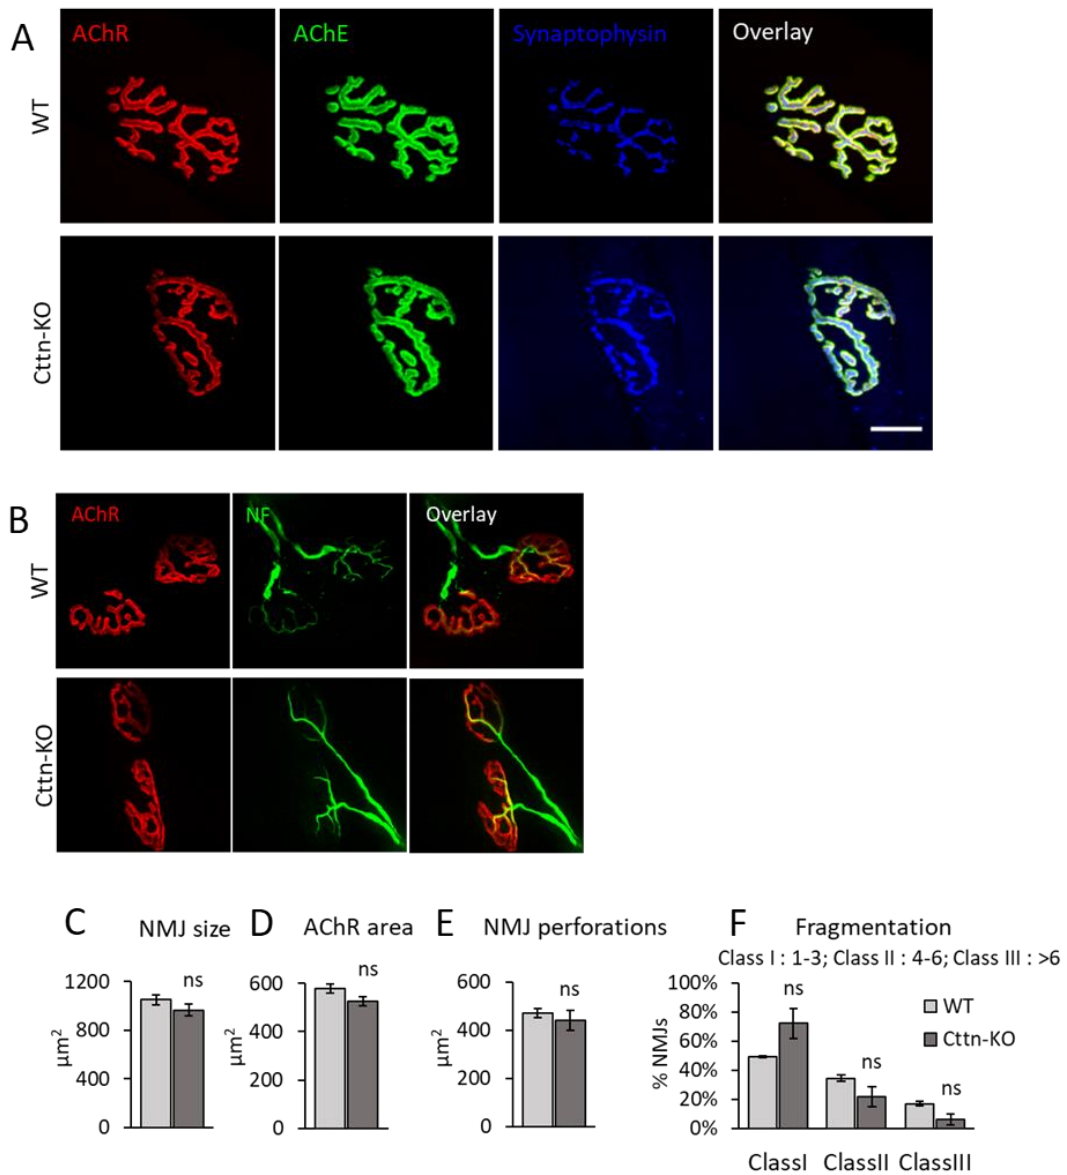 A
AChR
AChE
Synaptophysin
Overlay
WT
Cttn-KO
B
AChR
NF
Overlay
WT
Cttn-KO
C
NMJ size
D
AChR area
E
NMJ perforations
F
Fragmentation
Class I : 1-3; Class II : 4-6; Class III : >6
1200
800
400
0
μm²
ns
600
400
200
0
μm²
ns
600
400
200
0
μm²
ns
100%
80%
60%
40%
20%
0%
% NMJs
ns
ns
ns
WT
Cttn-KO
ClassI
ClassII
ClassIII